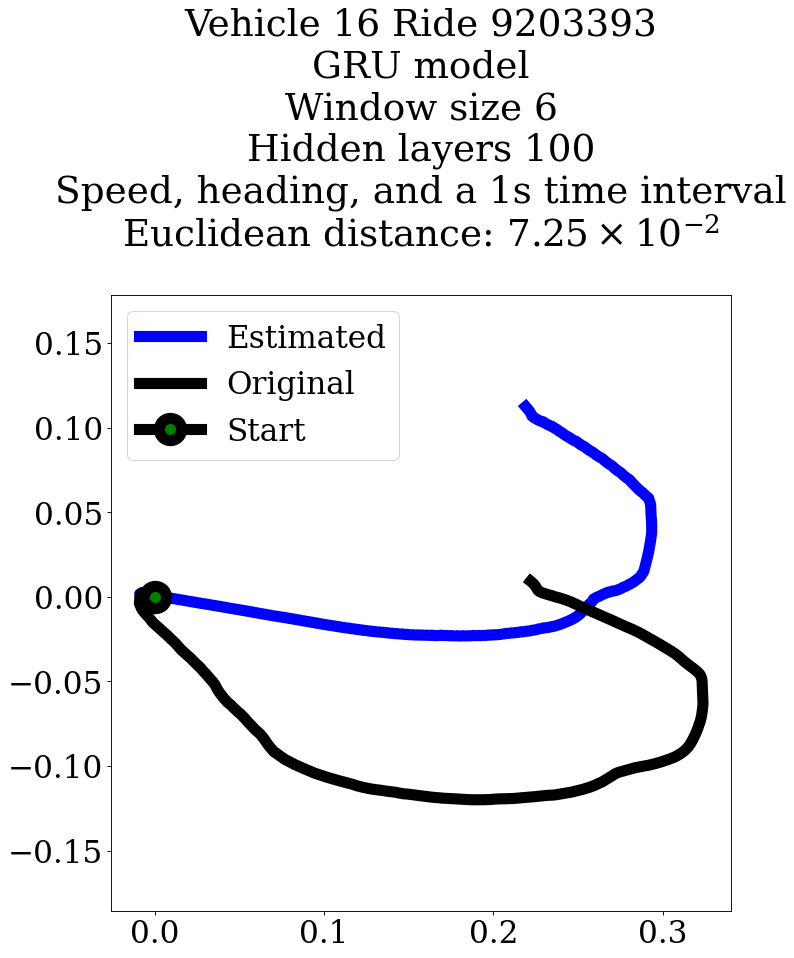 Vehicle 16 Ride 9203393
GRU model
Window size 6
Hidden layers 100
Speed, heading, and a 1s time interval
Euclidean distance: $7.25 \times 10^{-2}$
Estimated
Original
Start
0.15
0.10
0.05
0.00
−0.05
−0.10
−0.15
0.0 0.1 0.2 0.3